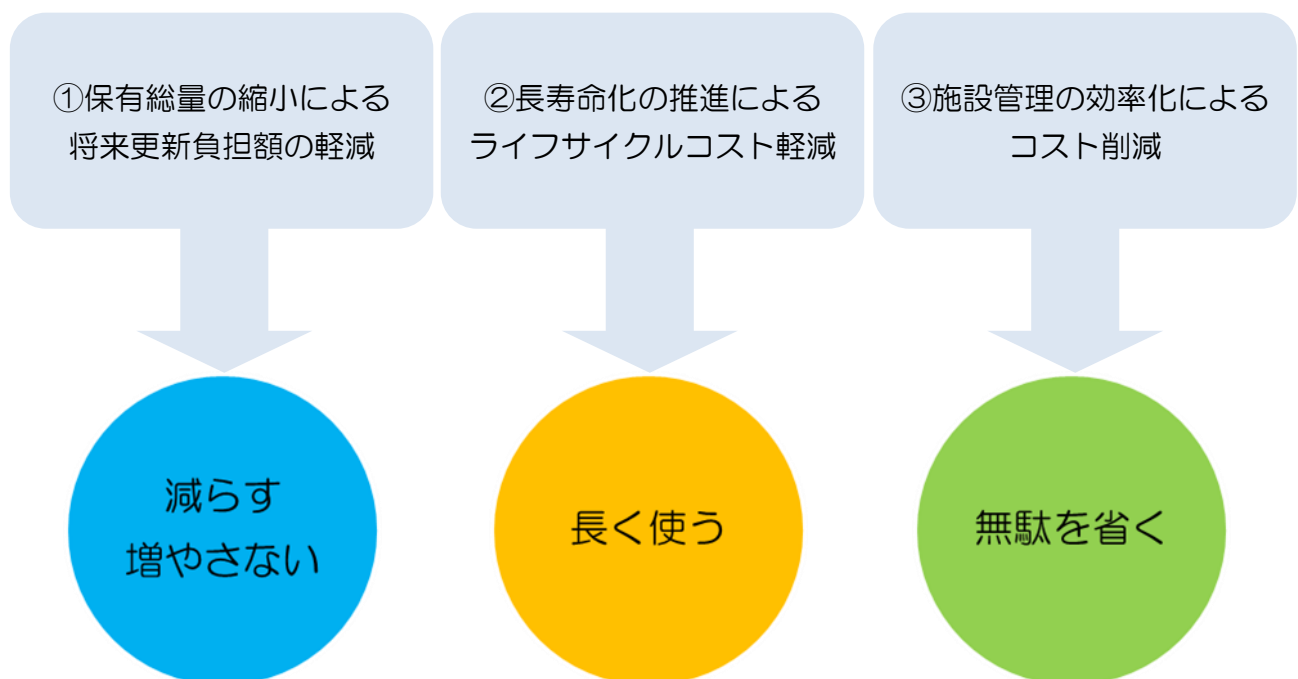 ①保有総量の縮小による
将来更新負担額の軽減
②長寿命化の推進による
ライフサイクルコスト軽減
③施設管理の効率化による
コスト削減
減らす
増やさない
長く使う
無駄を省く